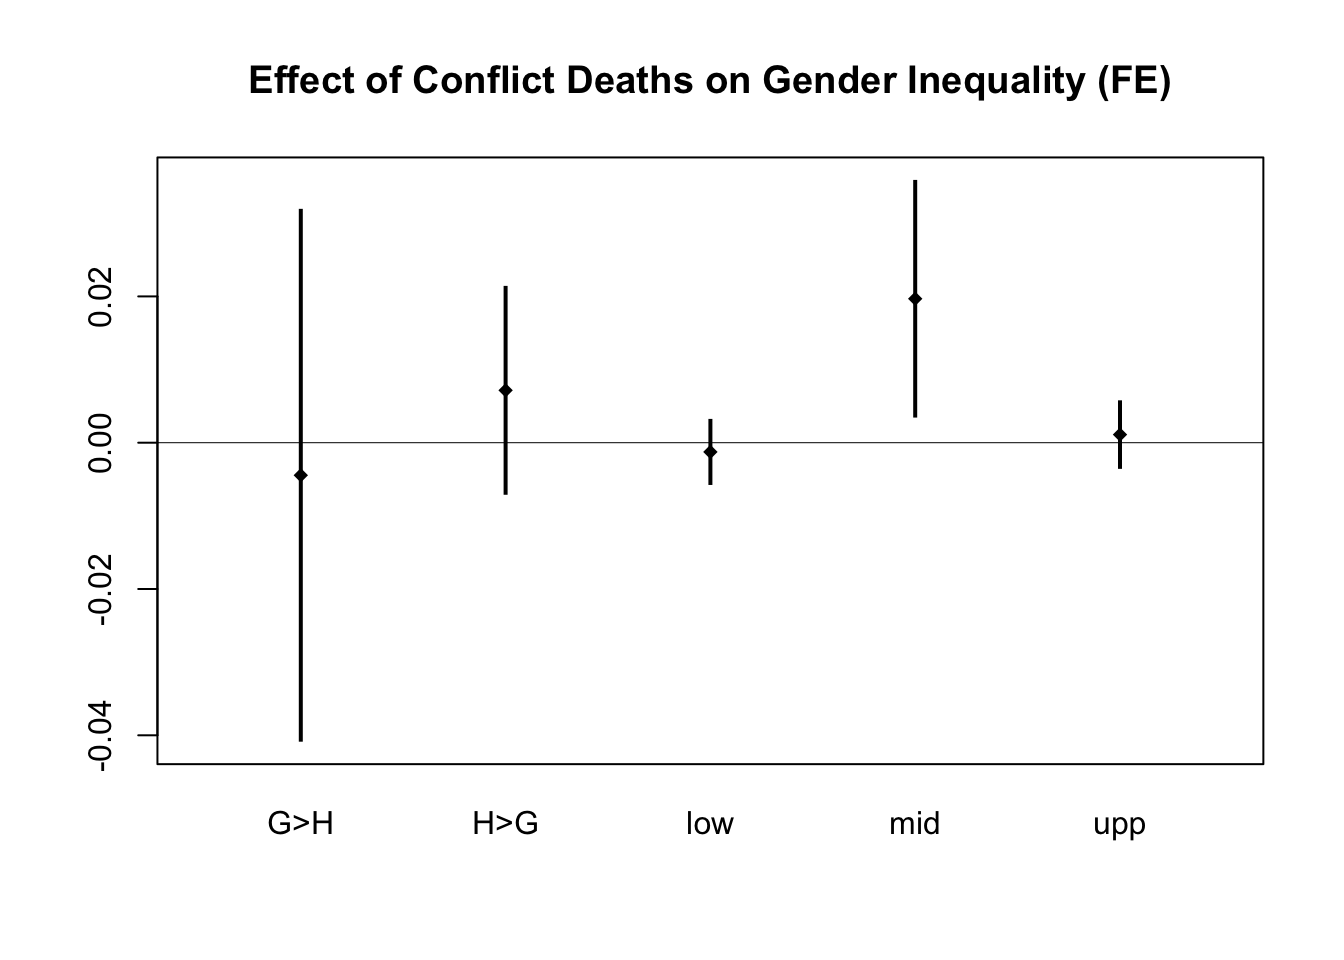 Effect of Conflict Deaths on Gender Inequality (FE)
0.02
0.00
-0.02
-0.04
G>H H>G low mid upp